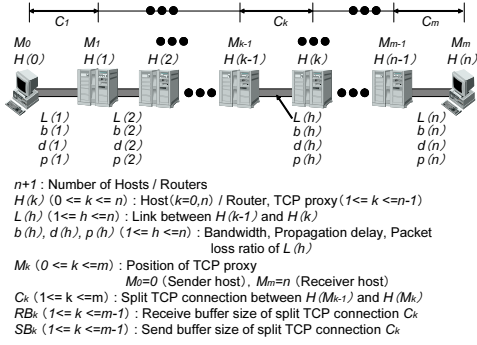 C1 Ck Cm
M0 M1 Mk-1 Mm-1 Mm
H(0) H(1) H(2) H(k-1) H(k) H(n-1) H(n)
L(1) L(2) L(h) L(n)
b(1) b(2) b(h) b(n)
d(1) d(2) d(h) d(n)
p(1) p(2) p(h) p(n)
n+1 : Number of Hosts / Routers
H(k) (0 <= k <= n) : Host(k=0,n) / Router, TCP proxy(1<= k <=n-1)
L(h) (1<= h <=n) : Link between H(k-1) and H(k)
b(h), d(h), p(h) (1<= h <=n) : Bandwidth, Propagation delay, Packet
loss ratio of L(h)
Mk (0 <= k <=m) : Position of TCP proxy
M0=0 (Sender host), Mm=n (Receiver host)
Ck (1<= k <=m) : Split TCP connection between H(Mk-1) and H(Mk)
RBk (1<= k <=m-1) : Receive buffer size of split TCP connection Ck
SBk (1<= k <=m-1) : Send buffer size of split TCP connection Ck